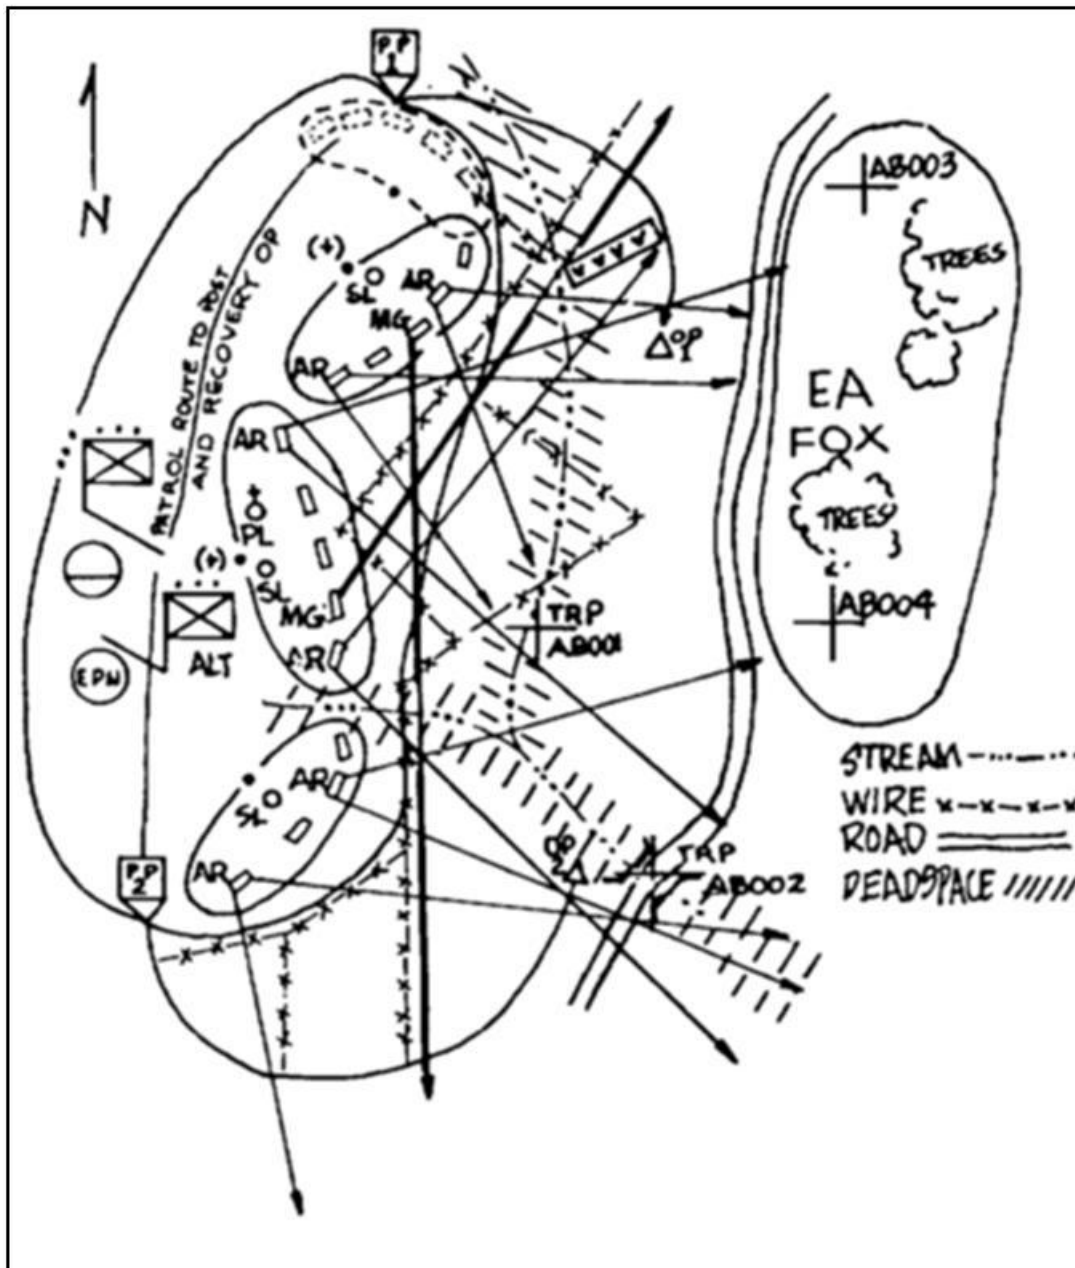 PP
1
N
AB003
TREES
PATROL ROUTE TO POST
AND RECOVERY OP
(+)
SL
AR
MG
AR
OP
1
EA
FOX
TREES
AR
PL
(+)
SL
MG
AR
ALT
EPW
TRP
AB001
AB004
AR
SL
AR
PP
2
OP
2
TRP
AB002
STREAM
WIRE
ROAD
DEADSPACE